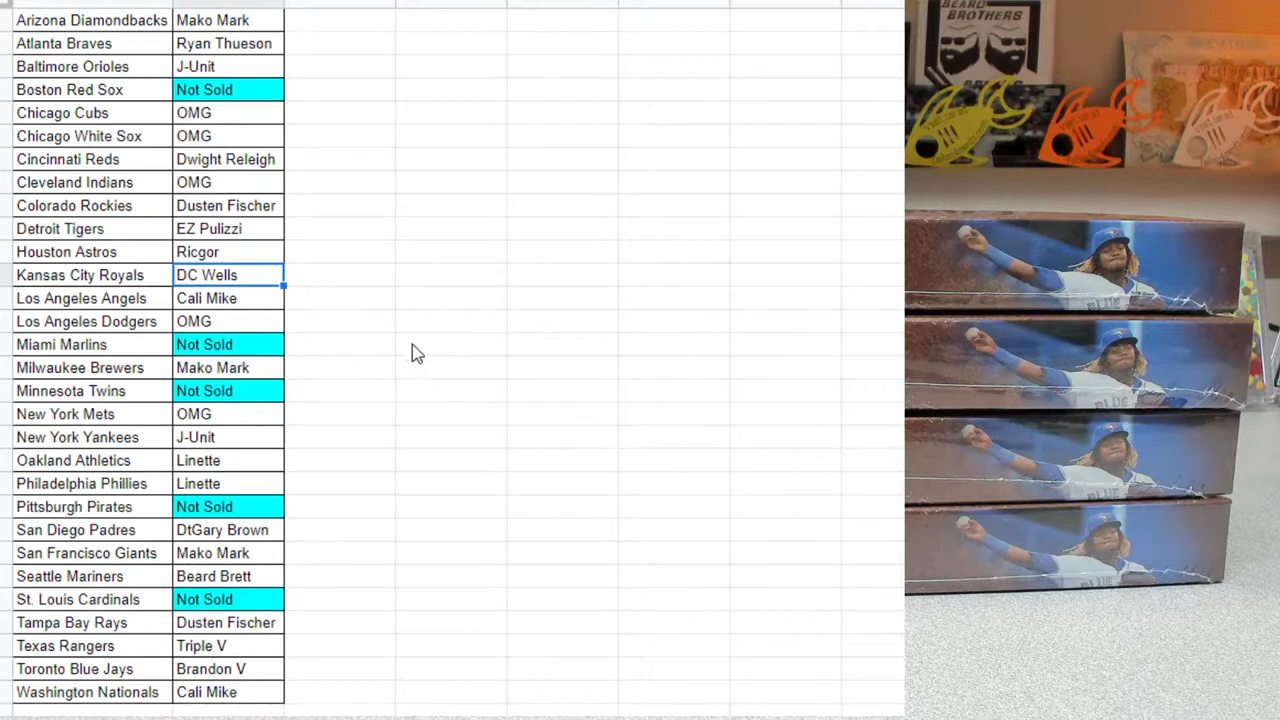 Arizona Diamondbacks Mako Mark
Atlanta Braves Ryan Thueson
Baltimore Orioles J-Unit
Boston Red Sox Not Sold
Chicago Cubs OMG
Chicago White Sox OMG
Cincinnati Reds Dwight Releigh
Cleveland Indians OMG
Colorado Rockies Dusten Fischer
Detroit Tigers EZ Pulizzi
Houston Astros Ricgor
Kansas City Royals DC Wells
Los Angeles Angels Cali Mike
Los Angeles Dodgers OMG
Miami Marlins Not Sold
Milwaukee Brewers Mako Mark
Minnesota Twins Not Sold
New York Mets OMG
New York Yankees J-Unit
Oakland Athletics Linette
Philadelphia Phillies Linette
Pittsburgh Pirates Not Sold
San Diego Padres DtGary Brown
San Francisco Giants Mako Mark
Seattle Mariners Beard Brett
St. Louis Cardinals Not Sold
Tampa Bay Rays Dusten Fischer
Texas Rangers Triple V
Toronto Blue Jays Brandon V
Washington Nationals Cali Mike
BEARD
BROTHERS
BLUE
BLUE
BLUE
BLUE